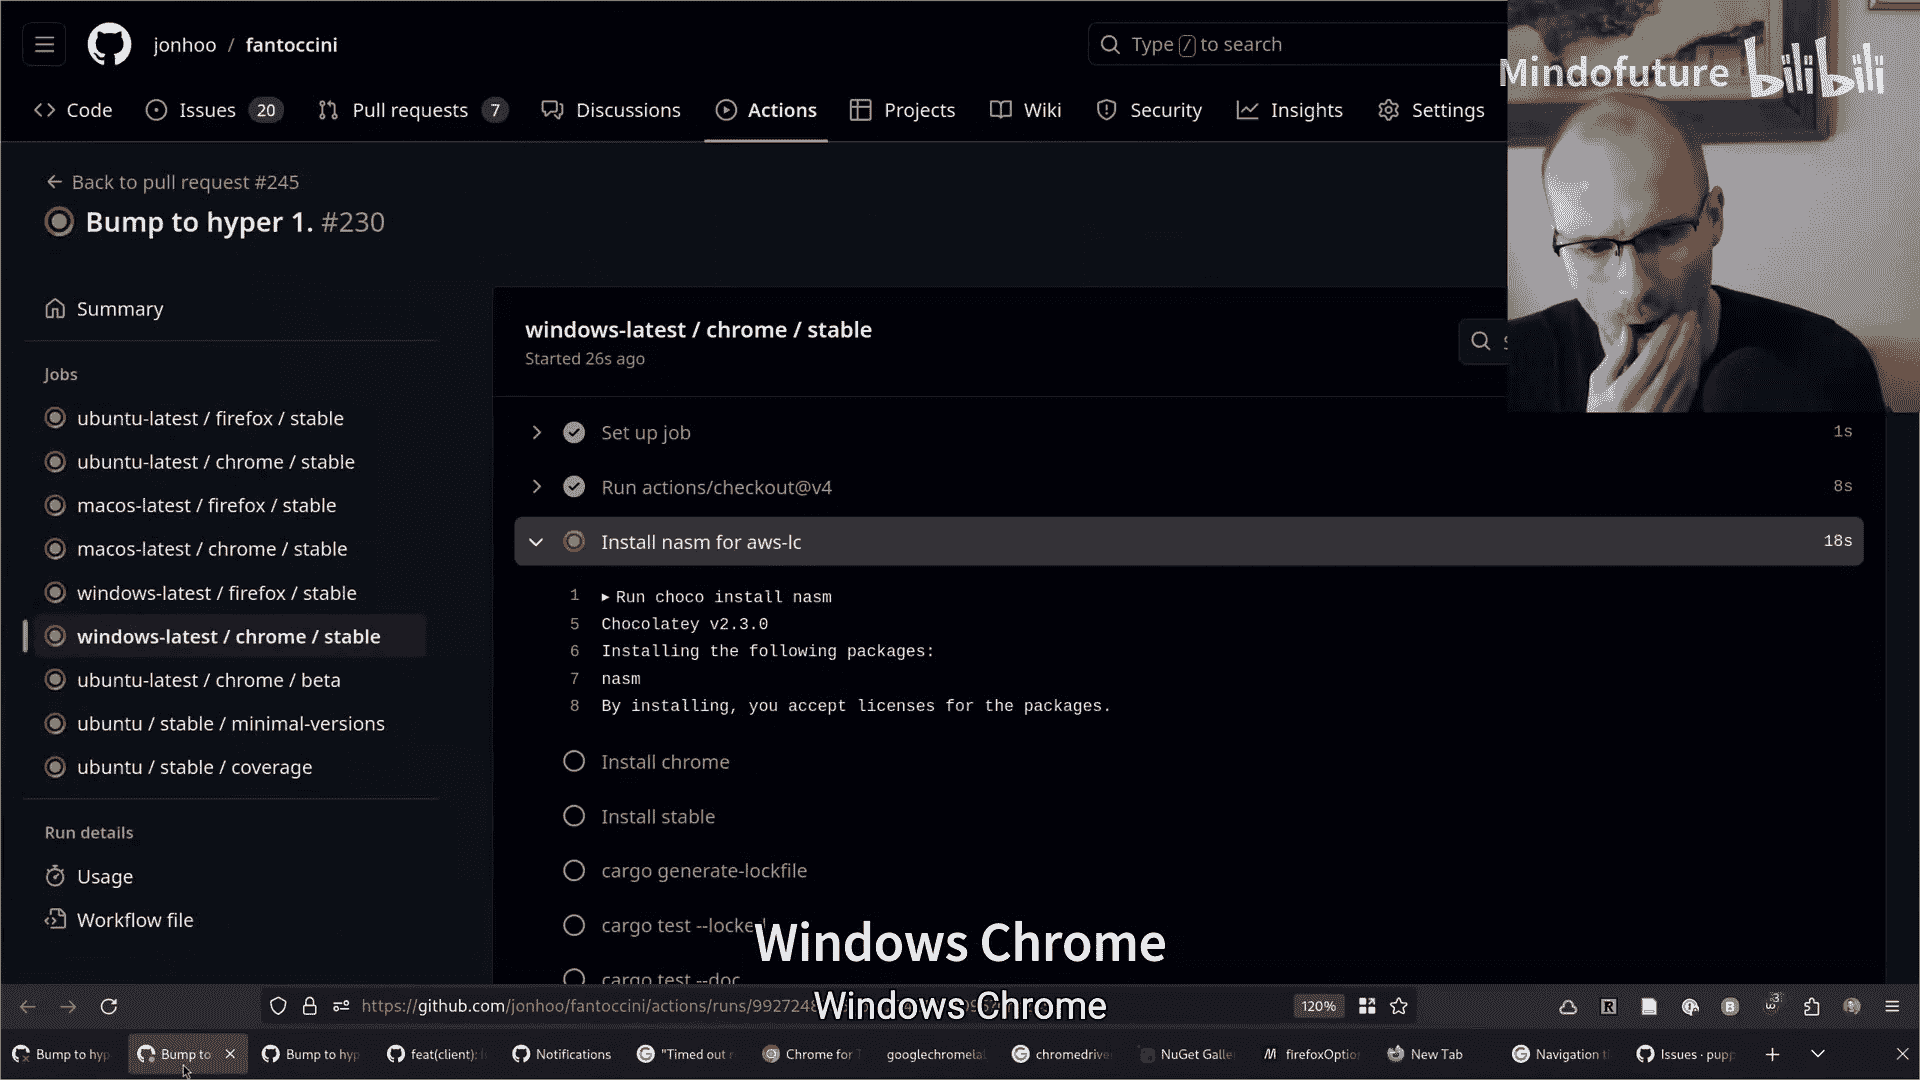 jonhoo / fantoccini
Type / to search
Mindofuture bilibili
Code
Issues 20
Pull requests 7
Discussions
Actions
Projects
Wiki
Security
Insights
Settings
Back to pull request #245
Bump to hyper 1. #230
Summary
Jobs
ubuntu-latest / firefox / stable
ubuntu-latest / chrome / stable
macos-latest / firefox / stable
macos-latest / chrome / stable
windows-latest / firefox / stable
windows-latest / chrome / stable
ubuntu-latest / chrome / beta
ubuntu / stable / minimal-versions
ubuntu / stable / coverage
Run details
Usage
Workflow file
windows-latest / chrome / stable
Started 26s ago
Set up job 1s
Run actions/checkout@v4 8s
Install nasm for aws-lc 18s
1 Run choco install nasm
5 Chocolatey v2.3.0
6 Installing the following packages:
7 nasm
8 By installing, you accept licenses for the packages.
Install chrome
Install stable
cargo generate-lockfile
cargo test --locked
cargo test --doc
Windows Chrome
Windows Chrome
https://github.com/jonhoo/fantoccini/actions/runs/992724
120%
Bump to hyp
Bump to
Bump to hyp
feat(client):
Notifications
"Timed out
Chrome for
googlechromela
chromedrive
NuGet Galle
firefoxOptio
New Tab
Navigation
Issues · pupp